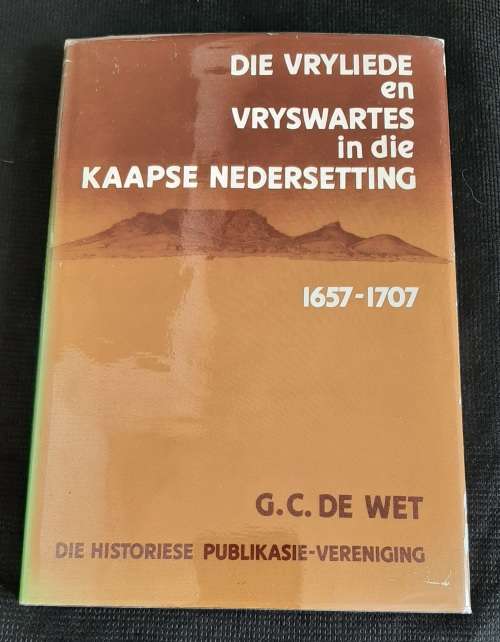 DIE VRYLIEDE
en
VRYSWARTES
in die
KAAPSE NEDERSETTING
1657-1707
G.C. DE WET
DIE HISTORIESE PUBLIKASIE-VERENIGING